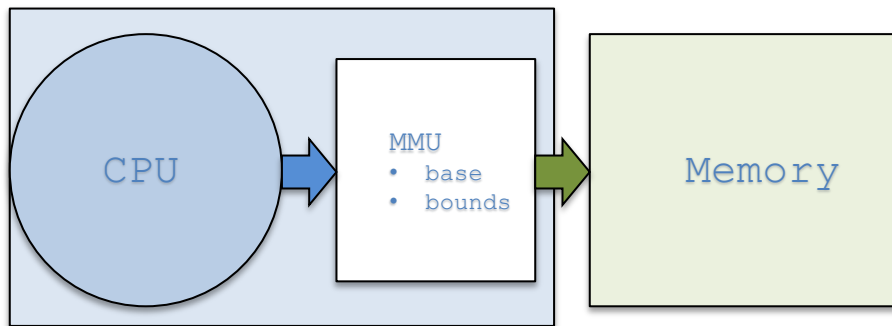 CPU
MMU
• base
• bounds
Memory